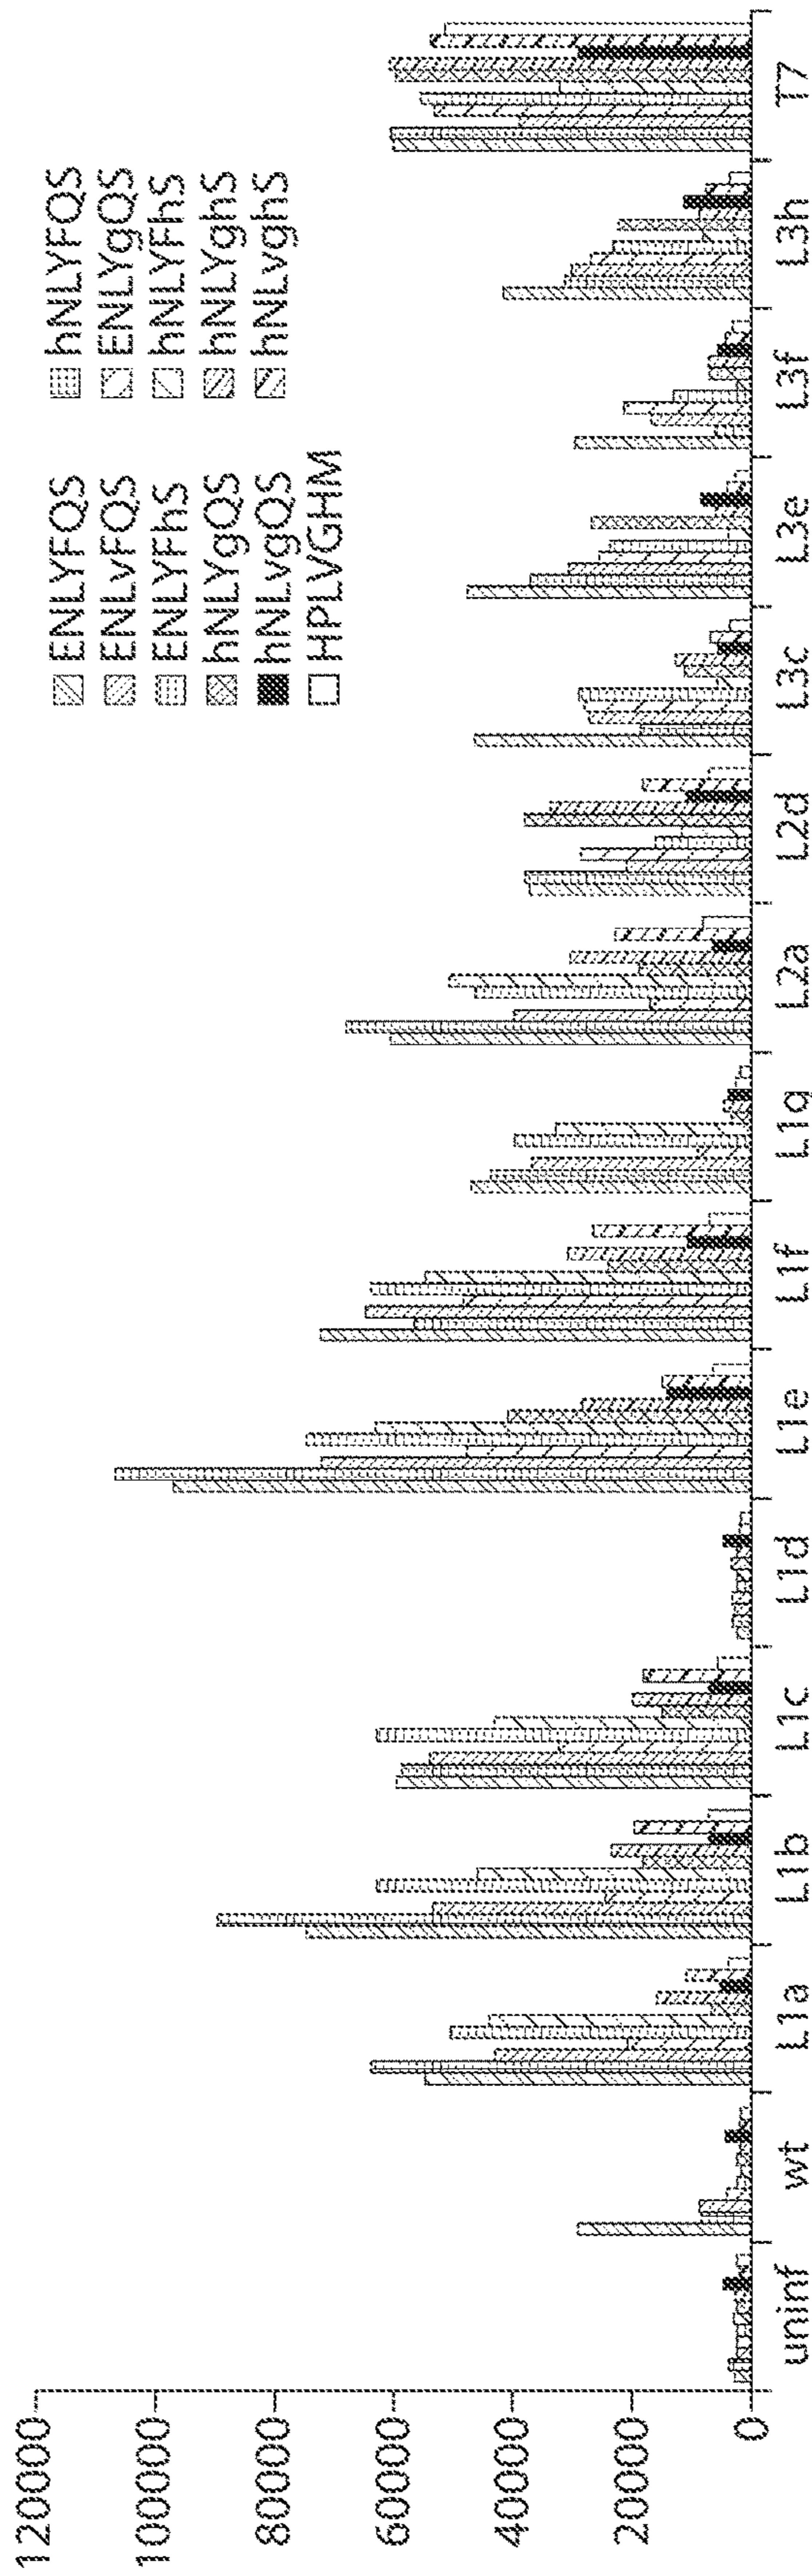 120000
100000
80000
60000
40000
20000
0
ENLYFQS hNLYFQS
ENLvFQS ENLYgQS
ENLYFhS hNLYFhS
hNLYgQS hNLYghS
hNLvgQS hNLvghS
HPLVGHM
uninf wt L1a L1b L1c L1d L1e L1f L1g L2a L2d L3c L3e L3f L3h T7